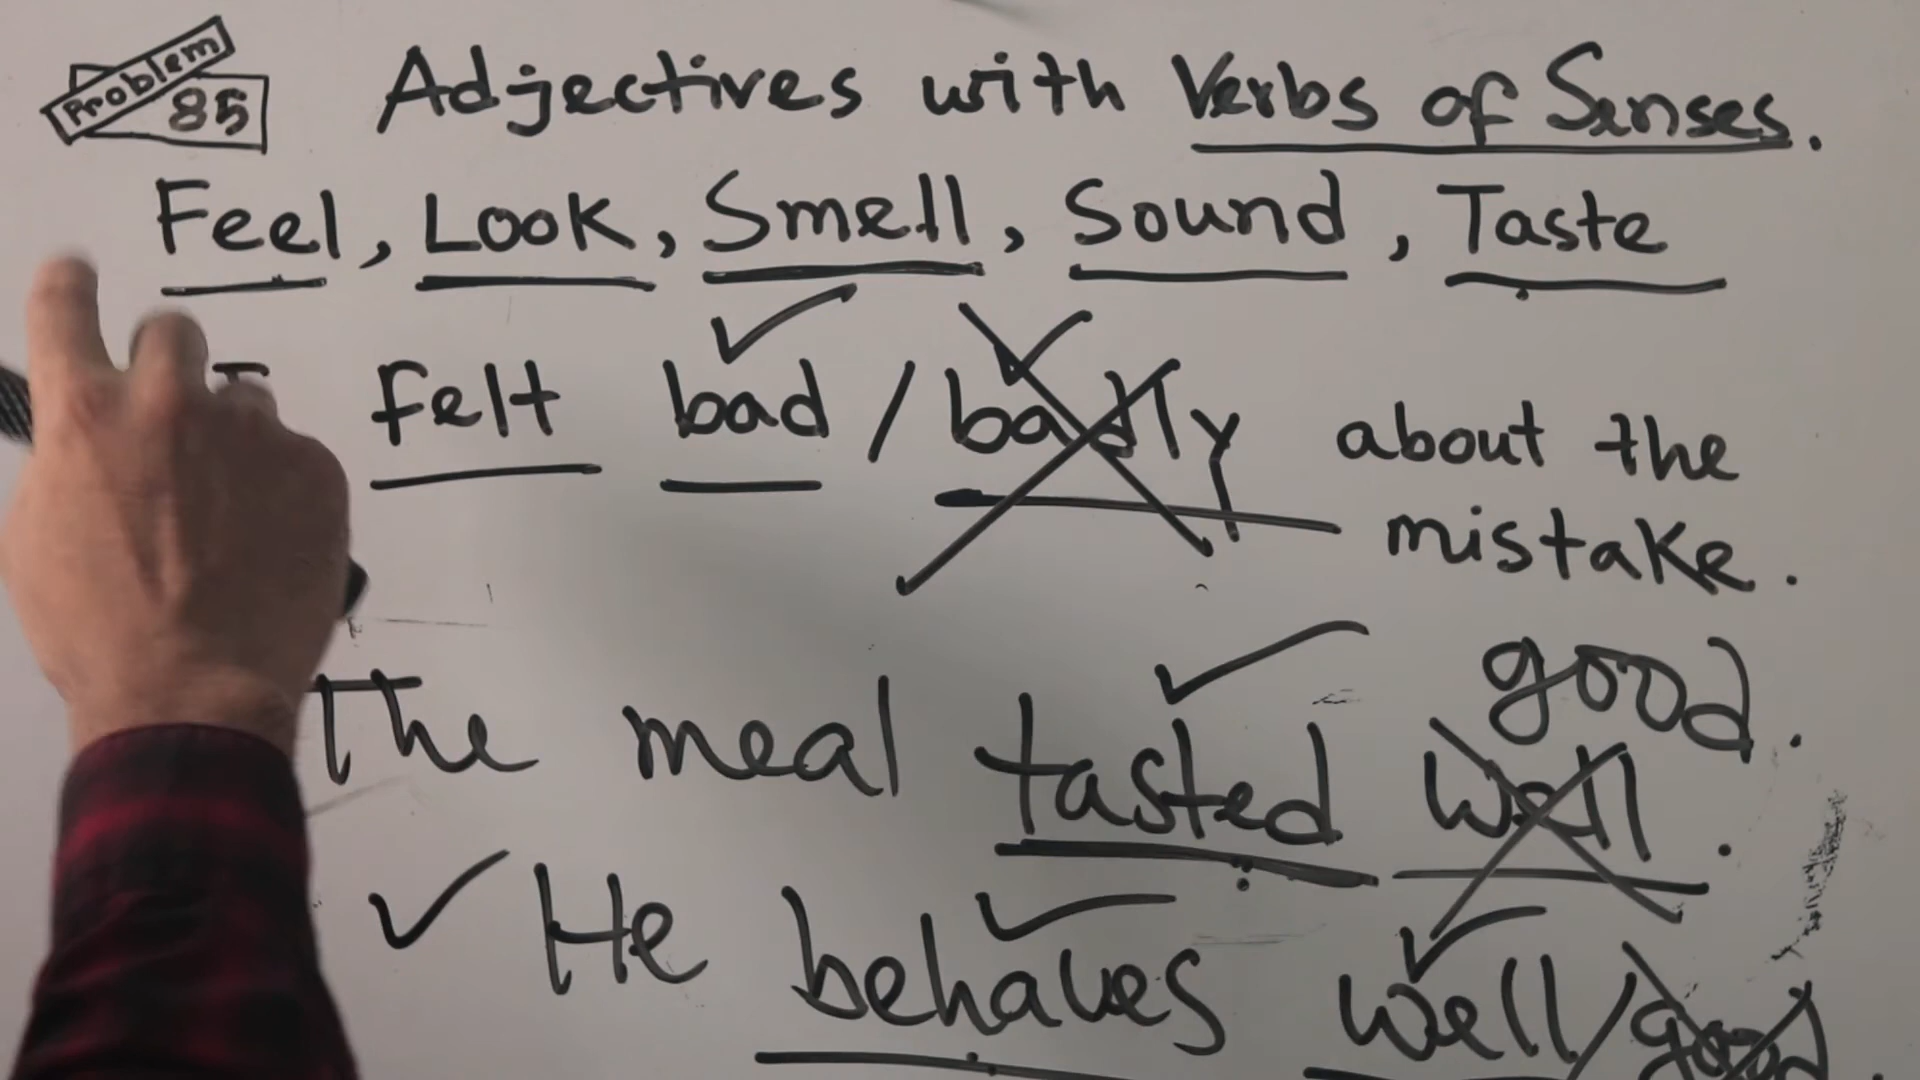 Problem
85
Adjectives with Verbs of Senses.
Feel, Look, Smell, Sound, Taste
I felt bad / badly about the
mistake.
good.
The meal tasted well.
He behaves well/good.